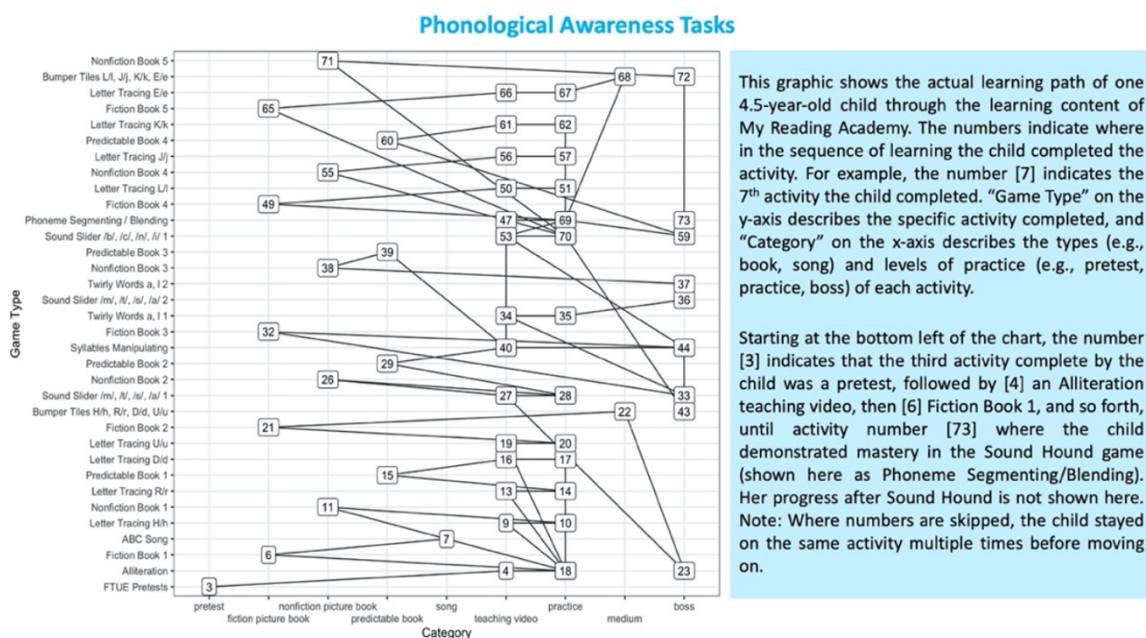 Phonological Awareness Tasks
Game Type
Nonfiction Book 5
Bumper Tiles L/l, J/j, K/k, E/e
Letter Tracing E/e
Fiction Book 5
Letter Tracing K/k
Predictable Book 4
Letter Tracing J/j
Nonfiction Book 4
Letter Tracing L/l
Fiction Book 4
Phoneme Segmenting / Blending
Sound Slider /b/, /c/, /n/, /i/ 1
Predictable Book 3
Nonfiction Book 3
Twirly Words a, I 2
Sound Slider /m/, /t/, /s/, /a/ 2
Twirly Words a, I 1
Fiction Book 3
Syllables Manipulating
Predictable Book 2
Nonfiction Book 2
Sound Slider /m/, /t/, /s/, /a/ 1
Bumper Tiles H/h, R/r, D/d, U/u
Fiction Book 2
Letter Tracing U/u
Letter Tracing D/d
Predictable Book 1
Letter Tracing R/r
Nonfiction Book 1
Letter Tracing H/h
ABC Song
Fiction Book 1
Alliteration
FTUE Pretests
71
68 72
66 67
65
61 62
60
56 57
55
50 51
49
47 69 73
53 70 59
39
38
37
36
34 35
32
40 44
29
26
27 28 33
22 43
21
19 20
16 17
15
13 14
11
9 10
7
6
4 18 23
3
pretest
fiction picture book
nonfiction picture book
predictable book
song
teaching video
practice
medium
boss
Category
This graphic shows the actual learning path of one
4.5-year-old child through the learning content of
My Reading Academy. The numbers indicate where
in the sequence of learning the child completed the
activity. For example, the number [7] indicates the
7th activity the child completed. “Game Type” on the
y-axis describes the specific activity completed, and
“Category” on the x-axis describes the types (e.g.,
book, song) and levels of practice (e.g., pretest,
practice, boss) of each activity.
Starting at the bottom left of the chart, the number
[3] indicates that the third activity complete by the
child was a pretest, followed by [4] an Alliteration
teaching video, then [6] Fiction Book 1, and so forth,
until activity number [73] where the child
demonstrated mastery in the Sound Hound game
(shown here as Phoneme Segmenting/Blending).
Her progress after Sound Hound is not shown here.
Note: Where numbers are skipped, the child stayed
on the same activity multiple times before moving
on.